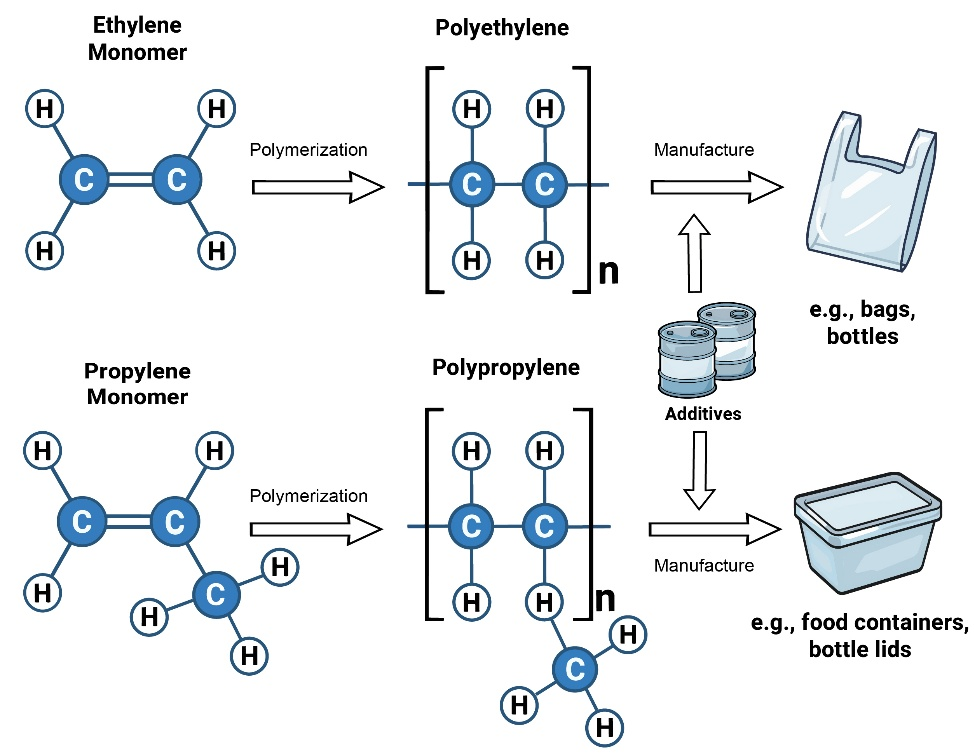 Ethylene
Monomer
Polyethylene
H
H
H
H
Polymerization
Manufacture
C
C
C
C
H
H
H
H
n
e.g., bags,
bottles
Propylene
Monomer
Polypropylene
Additives
H
H
H
H
Polymerization
C
C
C
C
Manufacture
H
H
C
H
H
H
n
H
e.g., food containers,
bottle lids
H
C
H
H